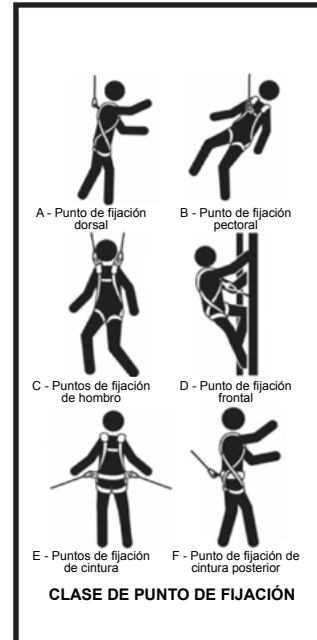 A - Punto de fijación
dorsal
B - Punto de fijación
pectoral
C - Puntos de fijación
de hombro
D - Punto de fijación
frontal
E - Puntos de fijación
de cintura
F - Punto de fijación de
cintura posterior
CLASE DE PUNTO DE FIJACIÓN